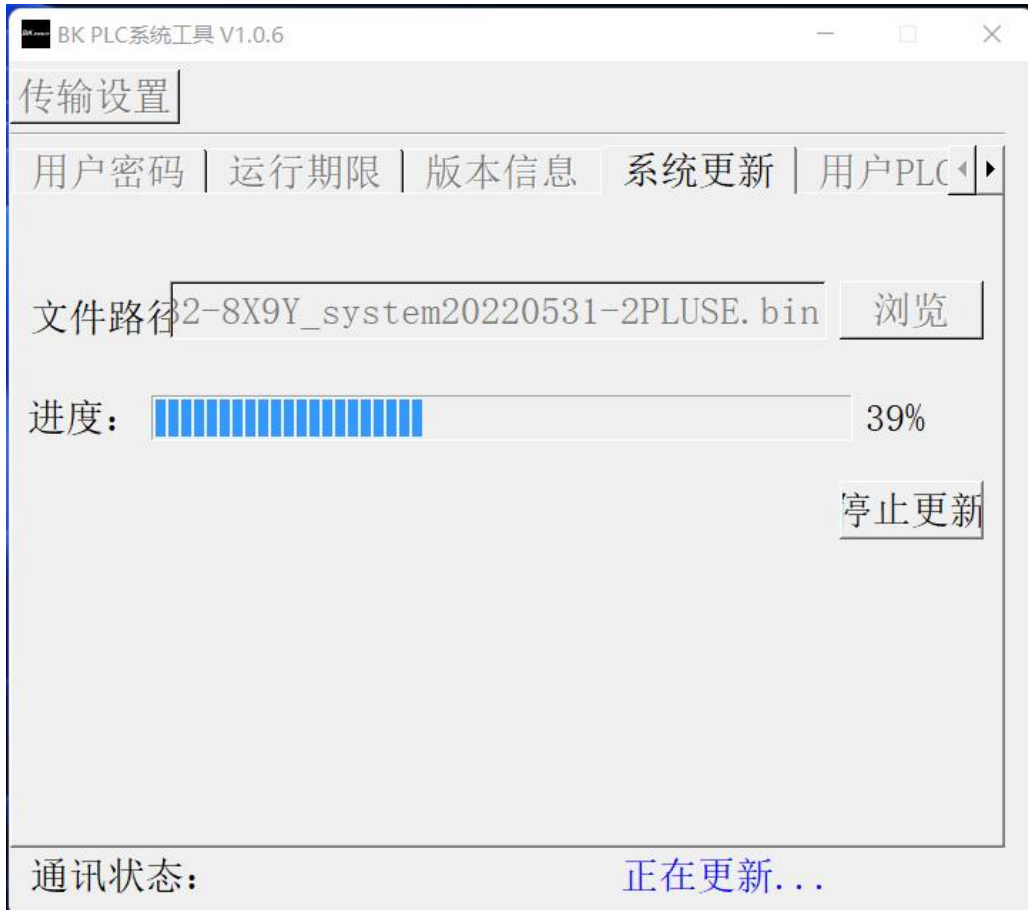 BK PLC系统工具 V1.0.6
传输设置
用户密码 运行期限 版本信息 系统更新 用户PLC
文件路径 32-8X9Y_system20220531-2PLUSE.bin 浏览
进度： 39%
停止更新
通讯状态： 正在更新...